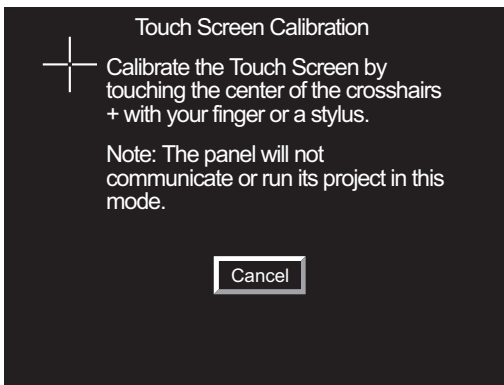 Touch Screen Calibration
Calibrate the Touch Screen by
touching the center of the crosshairs
+ with your finger or a stylus.
Note: The panel will not
communicate or run its project in this
mode.
Cancel